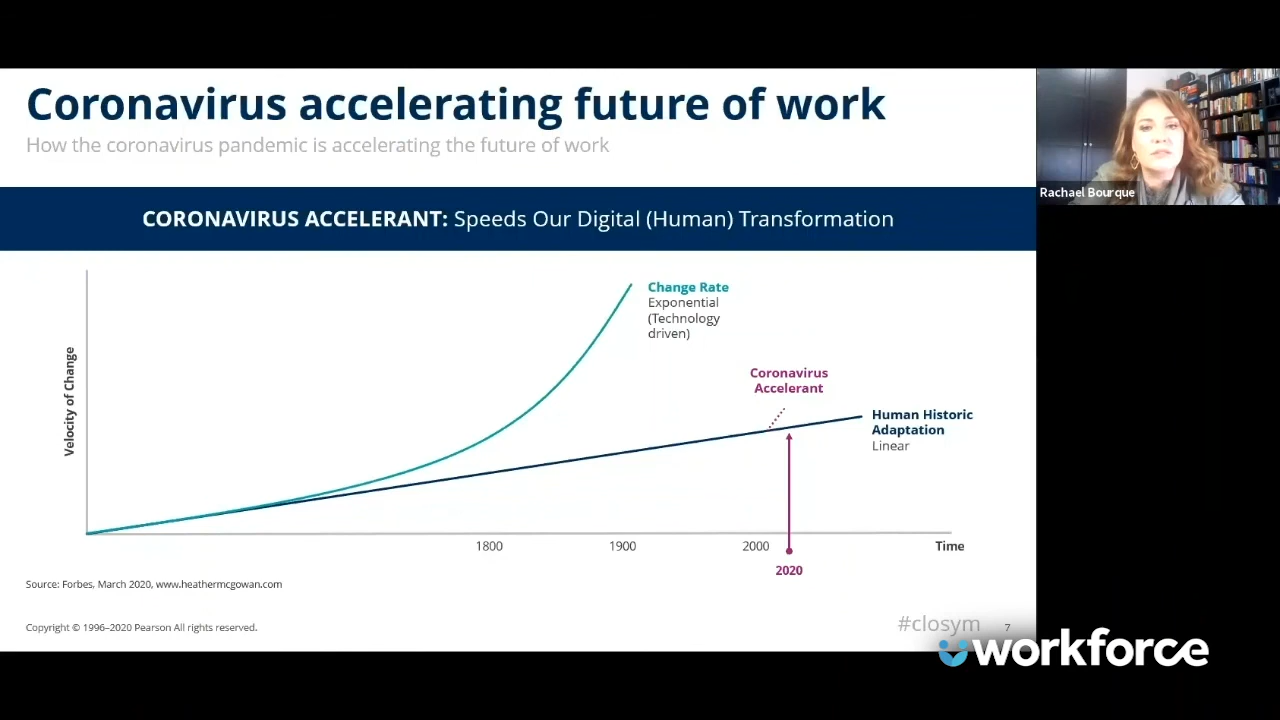 Coronavirus accelerating future of work
How the coronavirus pandemic is accelerating the future of work
CORONAVIRUS ACCELERANT: Speeds Our Digital (Human) Transformation
Velocity of Change
Change Rate
Exponential
(Technology
driven)
Coronavirus
Accelerant
Human Historic
Adaptation
Linear
1800
1900
2000
Time
2020
Source: Forbes, March 2020, www.heathermcgowan.com
Copyright © 1996–2020 Pearson All rights reserved.
#closym
7
Rachael Bourque
workforce